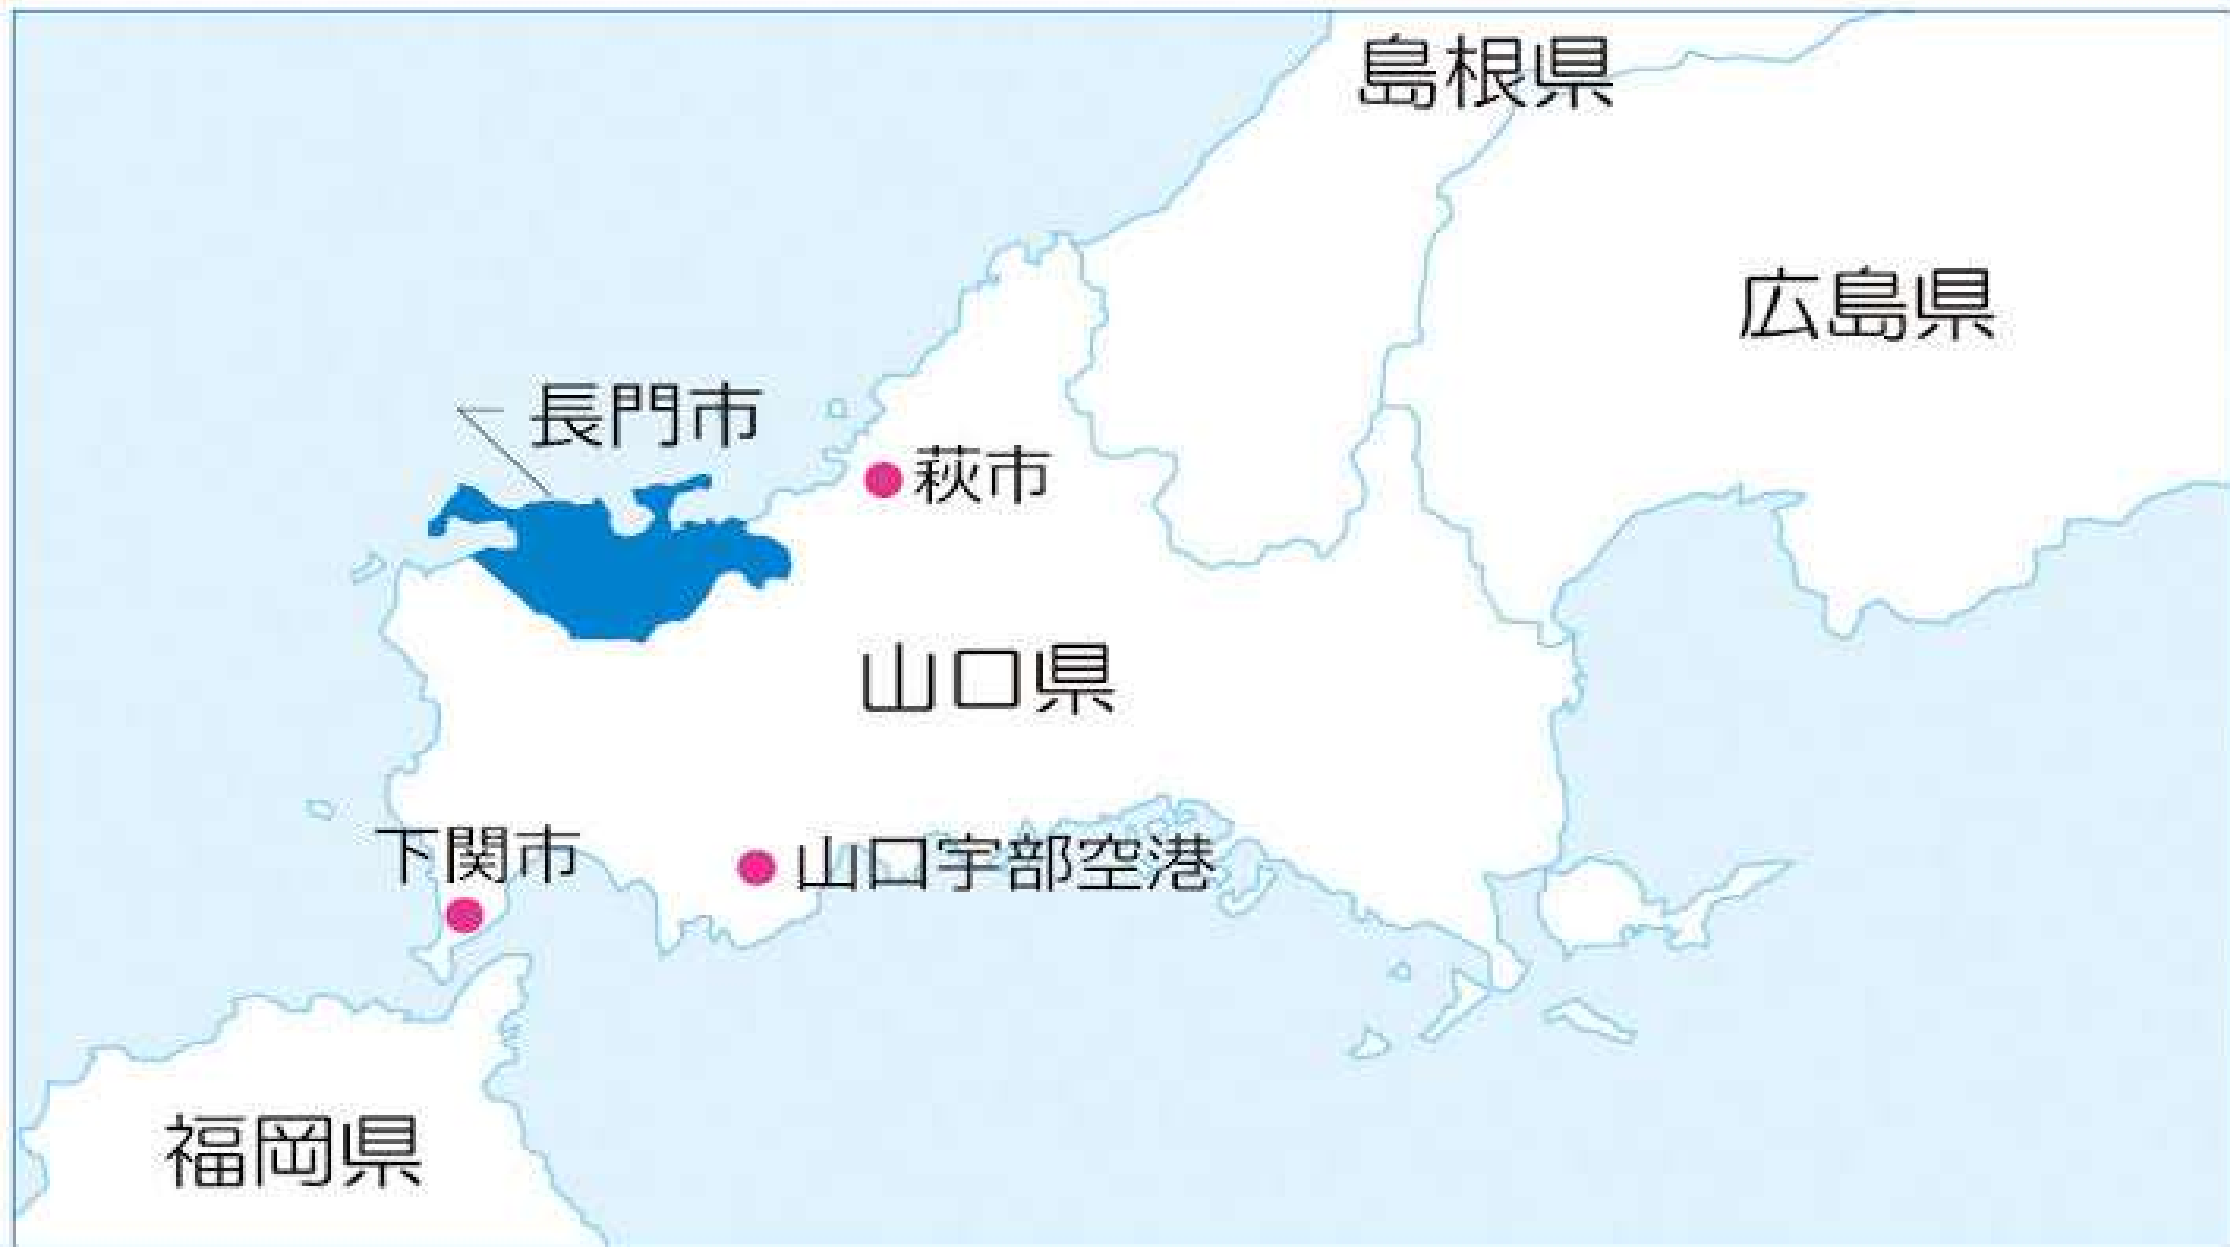 島根県
広島県
長門市
萩市
山口県
下関市
山口宇部空港
福岡県